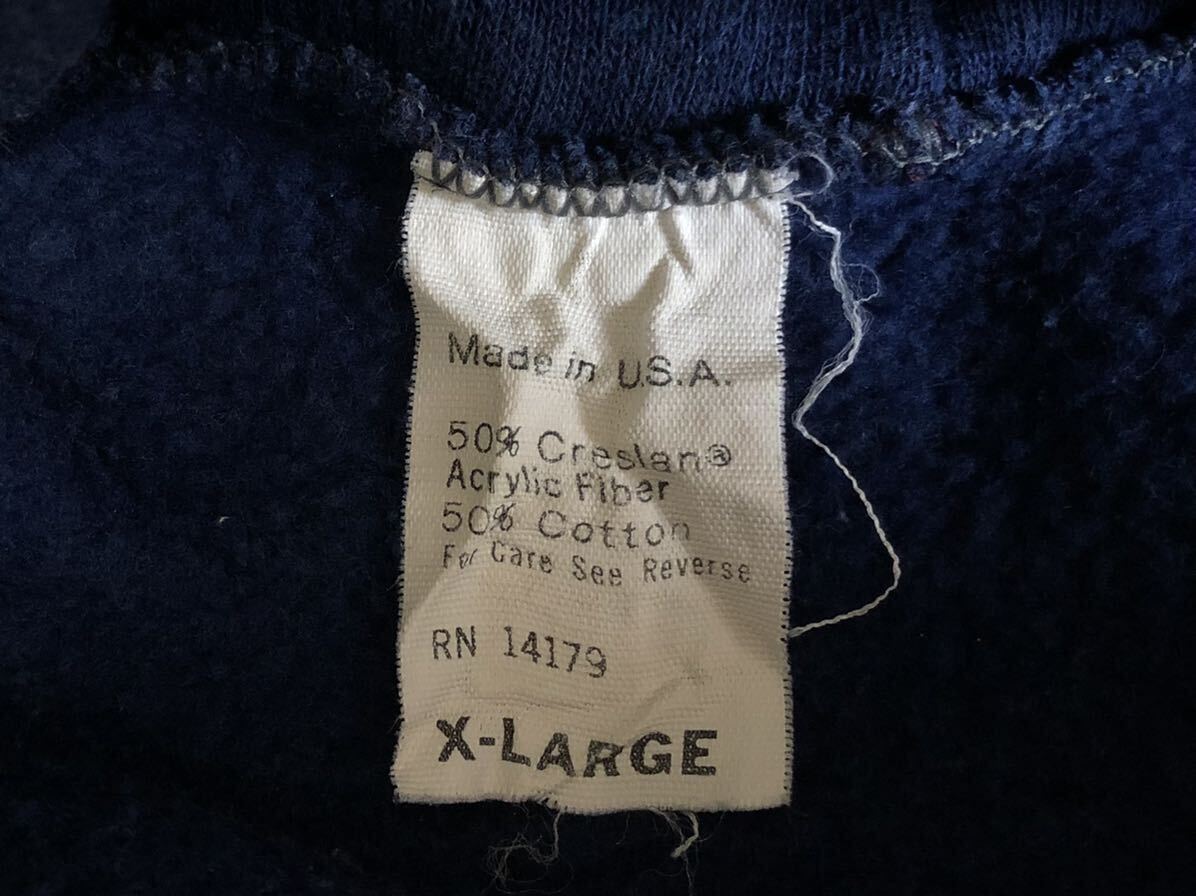 Made in U.S.A.
50% Creslan®
Acrylic Fiber
50% Cotton
For Care See Reverse
RN 14179
X-LARGE